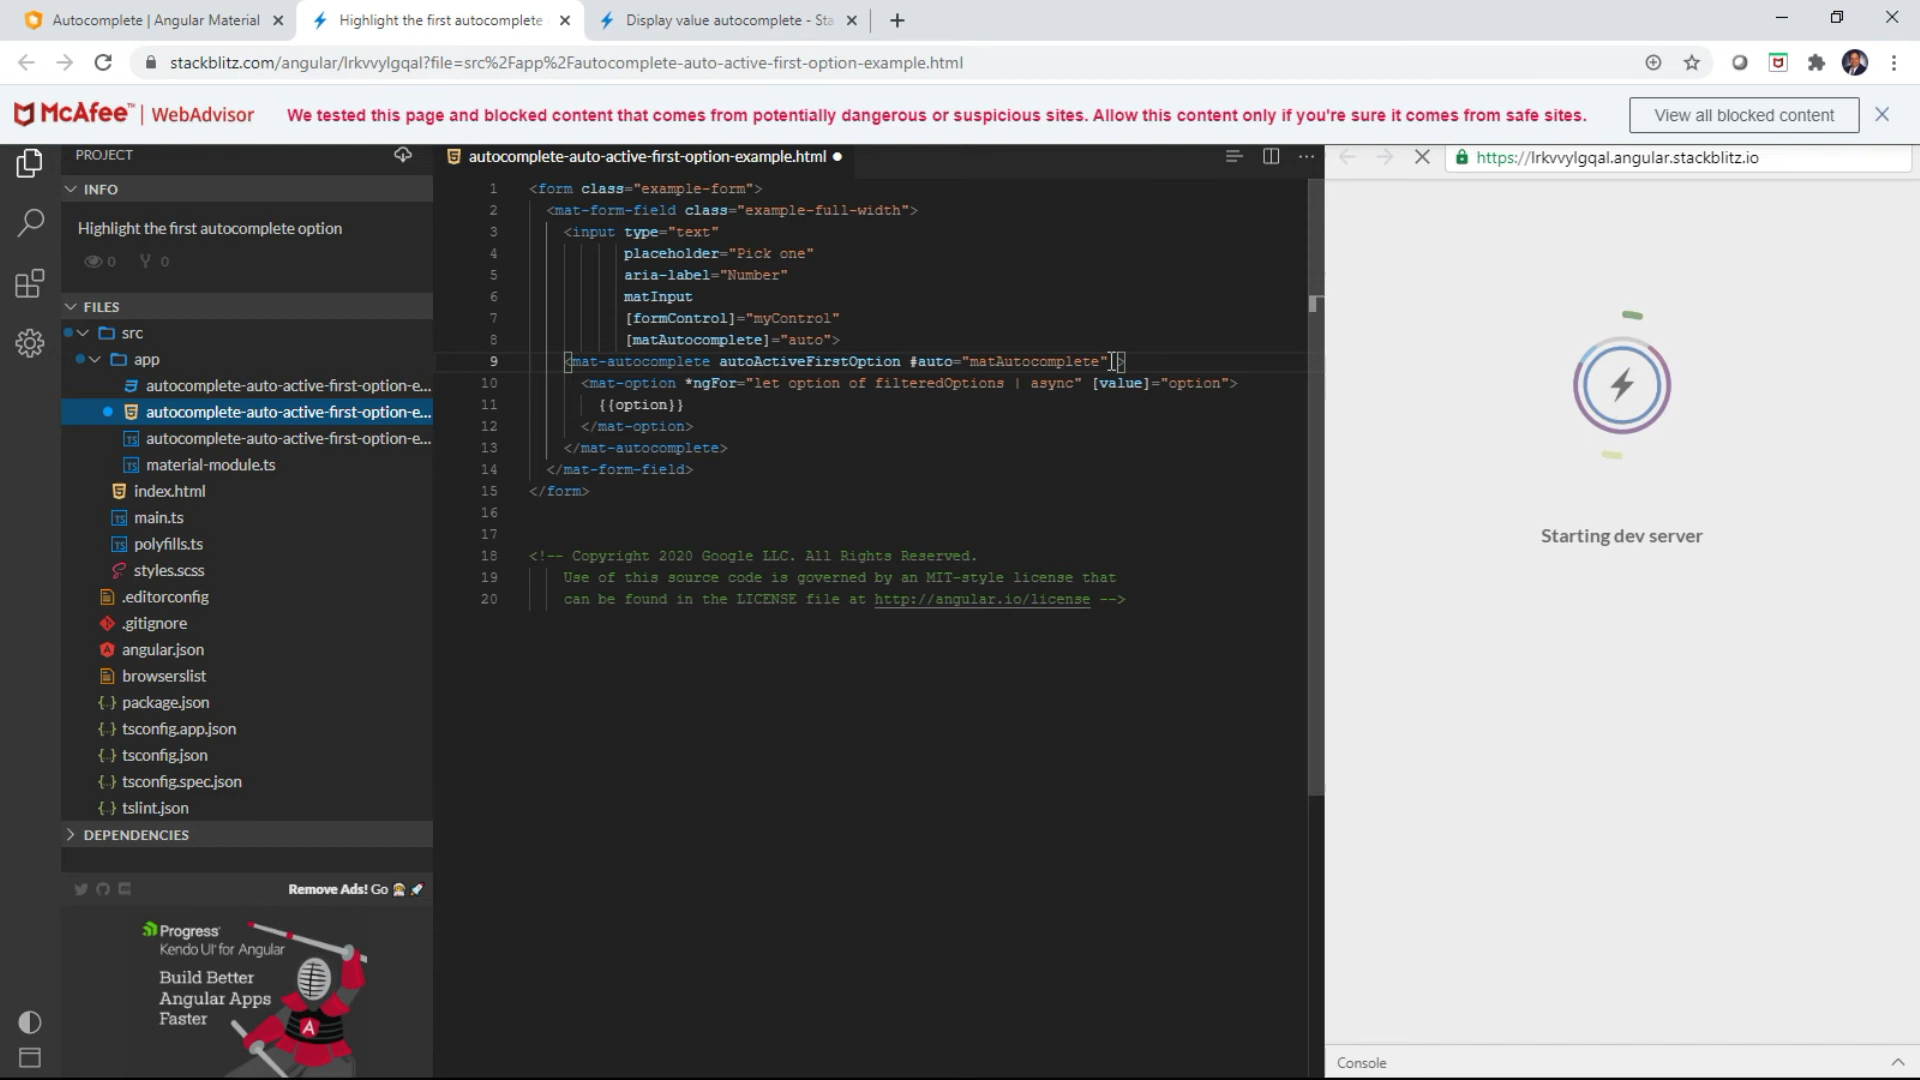 Autocomplete | Angular Material
Highlight the first autocomplete
Display value autocomplete - Sta
stackblitz.com/angular/lrkvvylgqal?file=src%2Fapp%2Fautocomplete-auto-active-first-option-example.html
McAfee™ | WebAdvisor
We tested this page and blocked content that comes from potentially dangerous or suspicious sites. Allow this content only if you're sure it comes from safe sites.
View all blocked content
PROJECT
INFO
Highlight the first autocomplete option
0 0
FILES
src
app
autocomplete-auto-active-first-option-e...
autocomplete-auto-active-first-option-e...
autocomplete-auto-active-first-option-e...
material-module.ts
index.html
main.ts
polyfills.ts
styles.scss
.editorconfig
.gitignore
angular.json
browserslist
package.json
tsconfig.app.json
tsconfig.json
tsconfig.spec.json
tslint.json
DEPENDENCIES
Remove Ads! Go
Progress
Kendo UI for Angular
Build Better
Angular Apps
Faster
A
autocomplete-auto-active-first-option-example.html
1 <form class="example-form">
2 <mat-form-field class="example-full-width">
3 <input type="text"
4 placeholder="Pick one"
5 aria-label="Number"
6 matInput
7 [formControl]="myControl"
8 [matAutocomplete]="auto">
9 <mat-autocomplete autoActiveFirstOption #auto="matAutocomplete" >
10 <mat-option *ngFor="let option of filteredOptions | async" [value]="option">
11 {{option}}
12 </mat-option>
13 </mat-autocomplete>
14 </mat-form-field>
15 </form>
16
17
18 <!-- Copyright 2020 Google LLC. All Rights Reserved.
19 Use of this source code is governed by an MIT-style license that
20 can be found in the LICENSE file at http://angular.io/license -->
https://lrkvvylgqal.angular.stackblitz.io
Starting dev server
Console